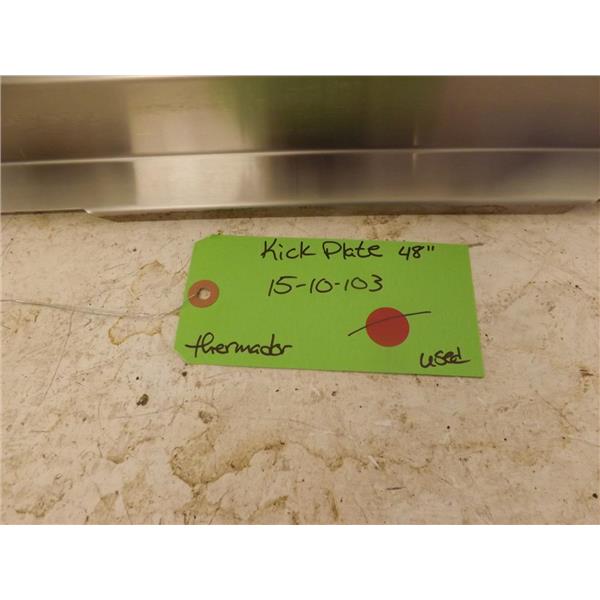 Kick Plate 48"
15-10-103
thermador
used